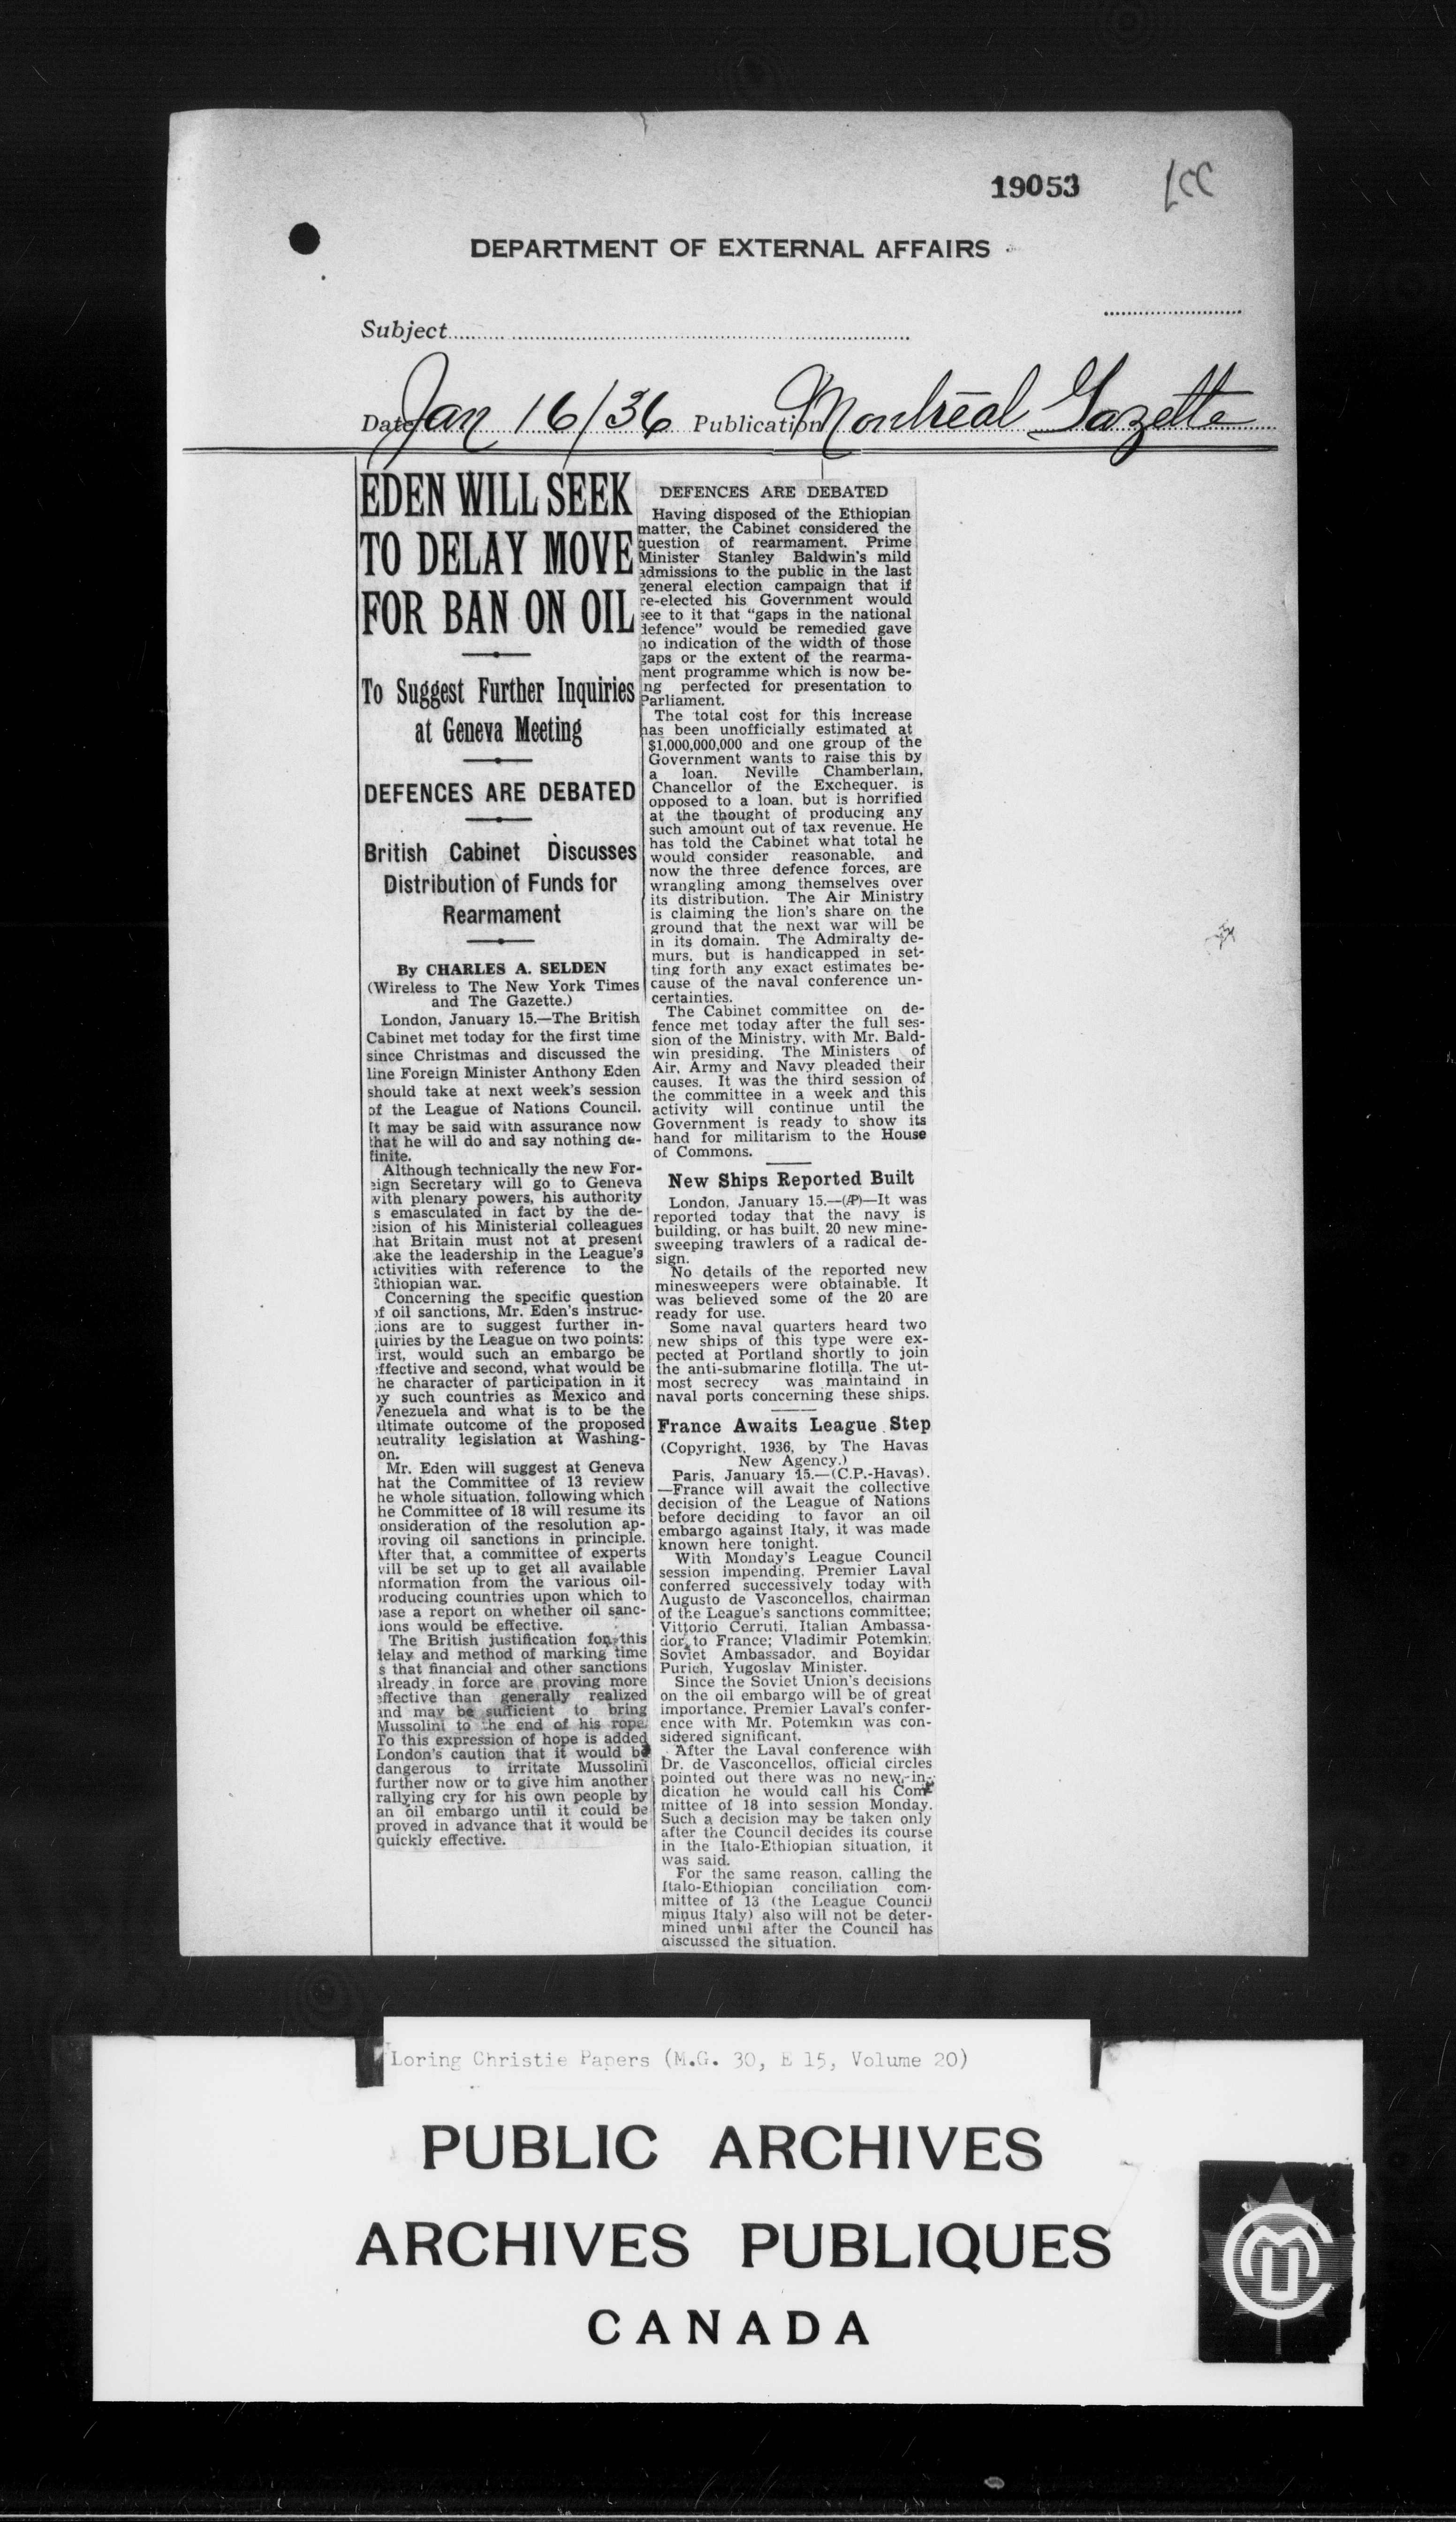 19053
LCC
DEPARTMENT OF EXTERNAL AFFAIRS
Subject
Date Jan 16/36 Publication Montreal Gazette
EDEN WILL SEEK
TO DELAY MOVE
FOR BAN ON OIL
To Suggest Further Inquiries
at Geneva Meeting
DEFENCES ARE DEBATED
British Cabinet Discusses
Distribution of Funds for
Rearmament
By CHARLES A. SELDEN
(Wireless to The New York Times
and The Gazette.)
London, January 15.—The British
Cabinet met today for the first time
since Christmas and discussed the
line Foreign Minister Anthony Eden
should take at next week's session
of the League of Nations Council.
It may be said with assurance now
that he will do and say nothing de-
finite.
Although technically the new For-
eign Secretary will go to Geneva
with plenary powers, his authority
s emasculated in fact by the de-
cision of his Ministerial colleagues
hat Britain must not at present
ake the leadership in the League's
activities with reference to the
Ethiopian war.
Concerning the specific question
of oil sanctions, Mr. Eden's instruc-
ions are to suggest further in-
quiries by the League on two points:
irst, would such an embargo be
effective and second, what would be
he character of participation in it
by such countries as Mexico and
Venezuela and what is to be the
ultimate outcome of the proposed
neutrality legislation at Washing-
on.
Mr. Eden will suggest at Geneva
hat the Committee of 13 review
he whole situation, following which
he Committee of 18 will resume its
onsideration of the resolution ap-
proving oil sanctions in principle.
After that, a committee of experts
will be set up to get all available
nformation from the various oil-
producing countries upon which to
base a report on whether oil sanc-
ions would be effective.
The British justification for this
delay and method of marking time
s that financial and other sanctions
already in force are proving more
effective than generally realized
and may be sufficient to bring
Mussolini to the end of his rope.
To this expression of hope is added
London's caution that it would be
dangerous to irritate Mussolini
further now or to give him another
rallying cry for his own people by
an oil embargo until it could be
proved in advance that it would be
quickly effective.
DEFENCES ARE DEBATED
Having disposed of the Ethiopian
matter, the Cabinet considered the
question of rearmament. Prime
Minister Stanley Baldwin's mild
admissions to the public in the last
general election campaign that if
re-elected his Government would
see to it that "gaps in the national
defence" would be remedied gave
no indication of the width of those
gaps or the extent of the rearma-
ment programme which is now be-
ing perfected for presentation to
Parliament.
The total cost for this increase
has been unofficially estimated at
$1,000,000,000 and one group of the
Government wants to raise this by
a loan. Neville Chamberlain,
Chancellor of the Exchequer, is
opposed to a loan, but is horrified
at the thought of producing any
such amount out of tax revenue. He
has told the Cabinet what total he
would consider reasonable, and
now the three defence forces, are
wrangling among themselves over
its distribution. The Air Ministry
is claiming the lion's share on the
ground that the next war will be
in its domain. The Admiralty de-
murs, but is handicapped in set-
ting forth any exact estimates be-
cause of the naval conference un-
certainties.
The Cabinet committee on de-
fence met today after the full ses-
sion of the Ministry, with Mr. Bald-
win presiding. The Ministers of
Air, Army and Navy pleaded their
causes. It was the third session of
the committee in a week and this
activity will continue until the
Government is ready to show its
hand for militarism to the House
of Commons.
New Ships Reported Built
London, January 15.—(AP)—It was
reported today that the navy is
building, or has built, 20 new mine-
sweeping trawlers of a radical de-
sign.
No details of the reported new
minesweepers were obtainable. It
was believed some of the 20 are
ready for use.
Some naval quarters heard two
new ships of this type were ex-
pected at Portland shortly to join
the anti-submarine flotilla. The ut-
most secrecy was maintaind in
naval ports concerning these ships.
France Awaits League Step
(Copyright, 1936, by The Havas
New Agency.)
Paris, January 15.—(C.P.-Havas).
—France will await the collective
decision of the League of Nations
before deciding to favor an oil
embargo against Italy, it was made
known here tonight.
With Monday's League Council
session impending, Premier Laval
conferred successively today with
Augusto de Vasconcellos, chairman
of the League's sanctions committee;
Vittorio Cerruti, Italian Ambassa-
dor to France; Vladimir Potemkin,
Soviet Ambassador, and Boyidar
Purich, Yugoslav Minister.
Since the Soviet Union's decisions
on the oil embargo will be of great
importance, Premier Laval's confer-
ence with Mr. Potemkin was con-
sidered significant.
After the Laval conference with
Dr. de Vasconcellos, official circles
pointed out there was no new in-
dication he would call his Com-
mittee of 18 into session Monday.
Such a decision may be taken only
after the Council decides its course
in the Italo-Ethiopian situation, it
was said.
For the same reason, calling the
Italo-Ethiopian conciliation com-
mittee of 13 (the League Council
minus Italy) also will not be deter-
mined until after the Council has
discussed the situation.
Loring Christie Papers (M.G. 30, E 15, Volume 20)
PUBLIC ARCHIVES
ARCHIVES PUBLIQUES
CANADA